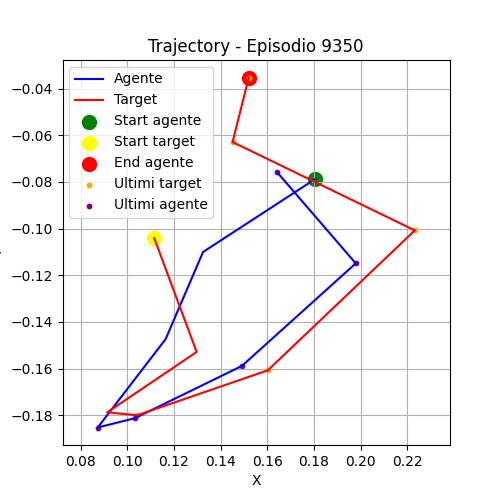 Trajectory - Episodio 9350
Agente
Target
Start agente
Start target
End agente
Ultimi target
Ultimi agente
−0.04
−0.06
−0.08
−0.10
−0.12
−0.14
−0.16
−0.18
0.08 0.10 0.12 0.14 0.16 0.18 0.20 0.22
X